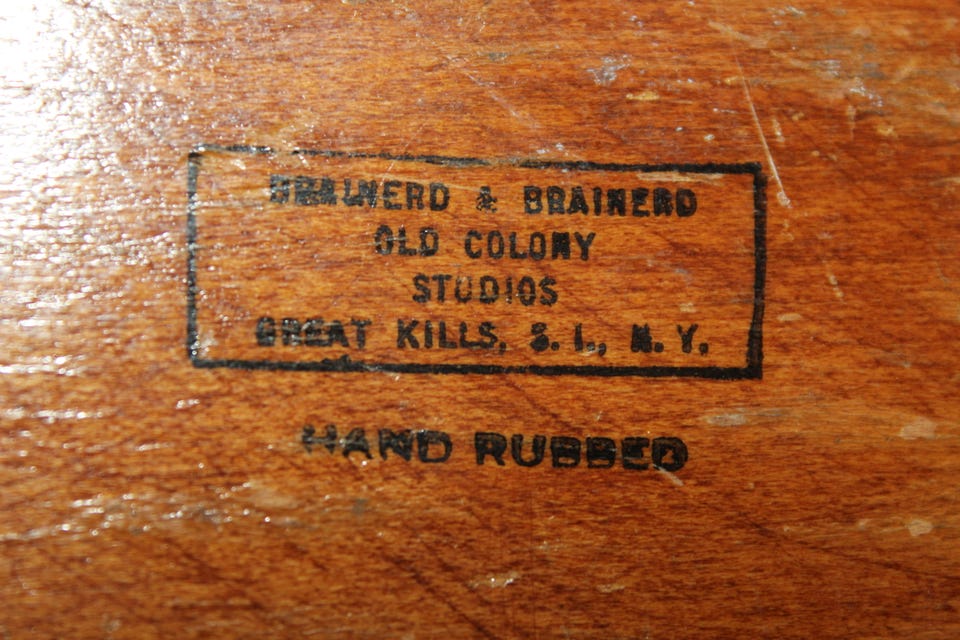 BRAINERD & BRAINERD
OLD COLONY
STUDIOS
GREAT KILLS, S. I., N. Y.
HAND RUBBED